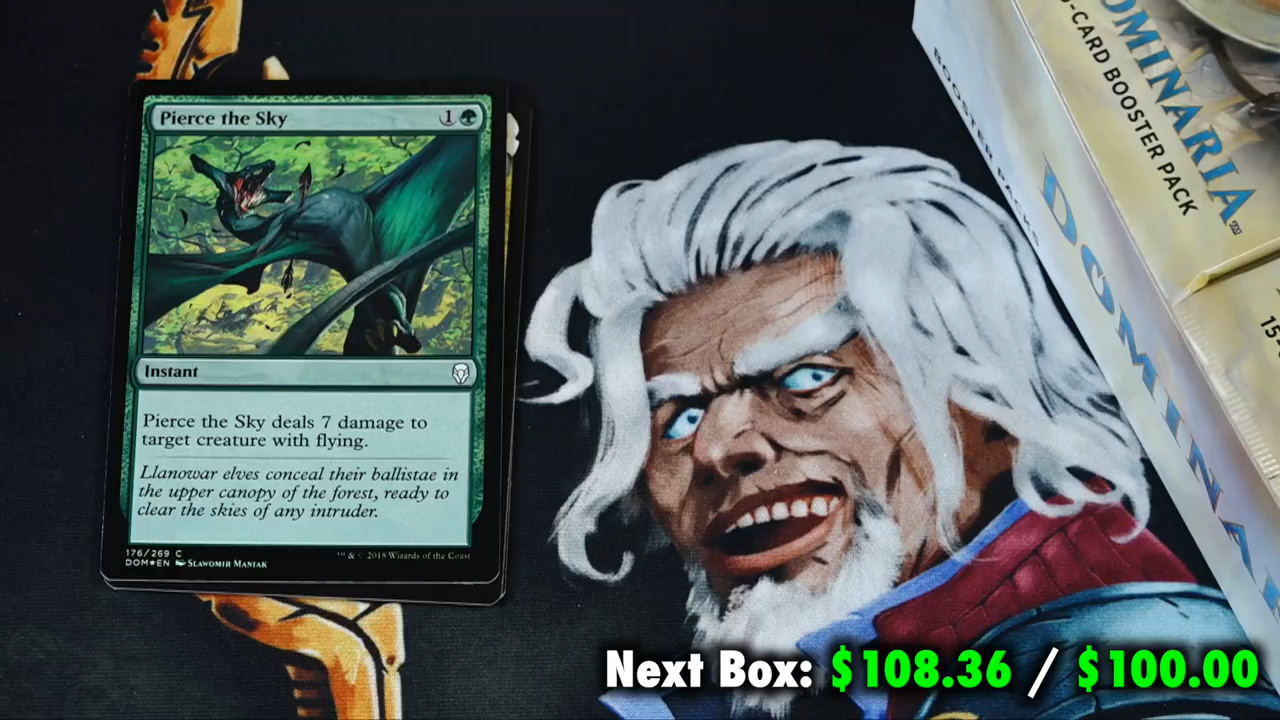 Pierce the Sky 1
Instant
Pierce the Sky deals 7 damage to
target creature with flying.
Llanowar elves conceal their ballistae in
the upper canopy of the forest, ready to
clear the skies of any intruder.
176/269 C
DOM★EN SLAWOMIR MANIAK
™ & © 2018 Wizards of the Coast
BOOSTER PACKS
DOMINARIA
-CARD BOOSTER PACK
DOMINARIA
15-
Next Box: $108.36 / $100.00